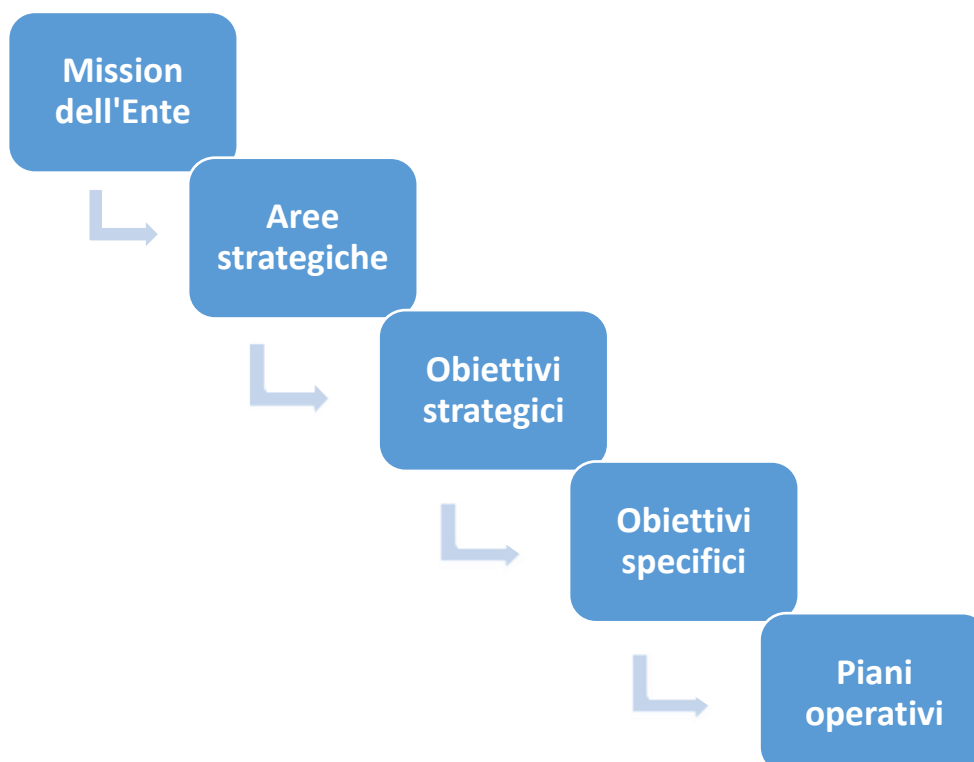 Mission
dell'Ente
Aree
strategiche
Obiettivi
strategici
Obiettivi
specifici
Piani
operativi